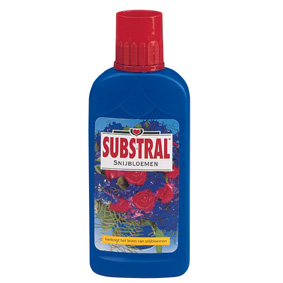 SUBSTRAL
SNIJBLOEMEN
Verlengt het leven van snijbloemen